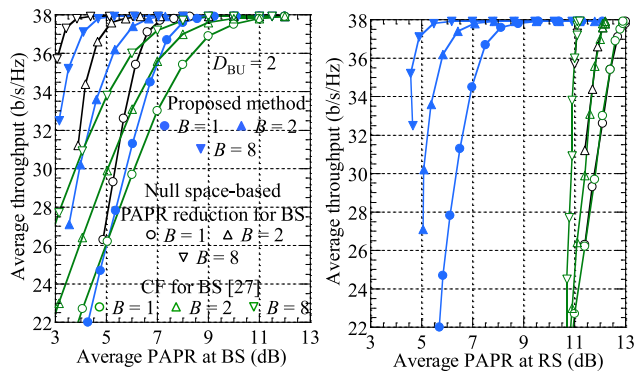 Average throughput (b/s/Hz)
38
36
34
32
30
28
26
24
22
D_BU = 2
Proposed method
B = 1 B = 2
B = 8
Null space-based
PAPR reduction for BS
B = 1 B = 2
B = 8
CF for BS [27]
B = 1 B = 2 B = 8
3 5 7 9 11 13
Average PAPR at BS (dB)
Average throughput (b/s/Hz)
38
36
34
32
30
28
26
24
22
3 5 7 9 11 13
Average PAPR at RS (dB)